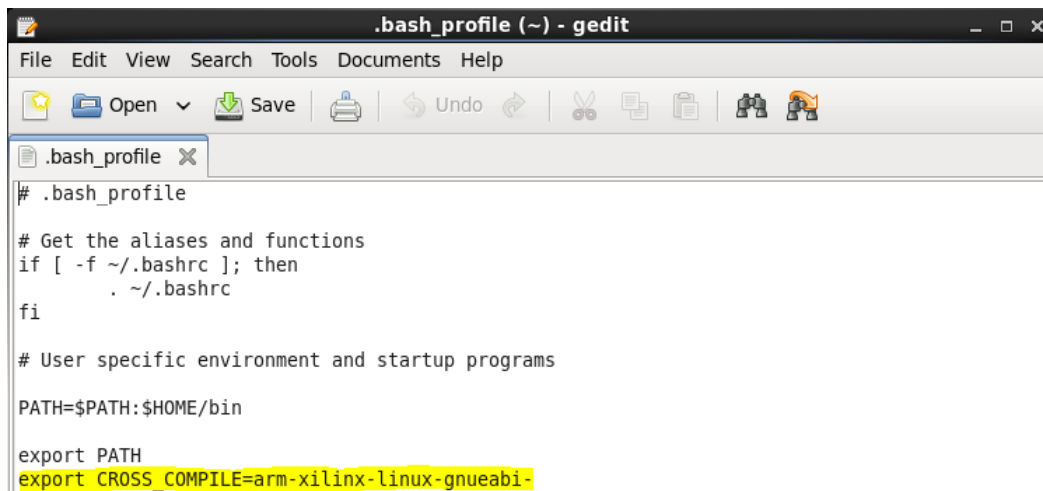 .bash_profile (~) - gedit
File Edit View Search Tools Documents Help
Open Save Undo
.bash_profile
# .bash_profile
# Get the aliases and functions
if [ -f ~/.bashrc ]; then
        . ~/.bashrc
fi
# User specific environment and startup programs
PATH=$PATH:$HOME/bin
export PATH
export CROSS_COMPILE=arm-xilinx-linux-gnueabi-